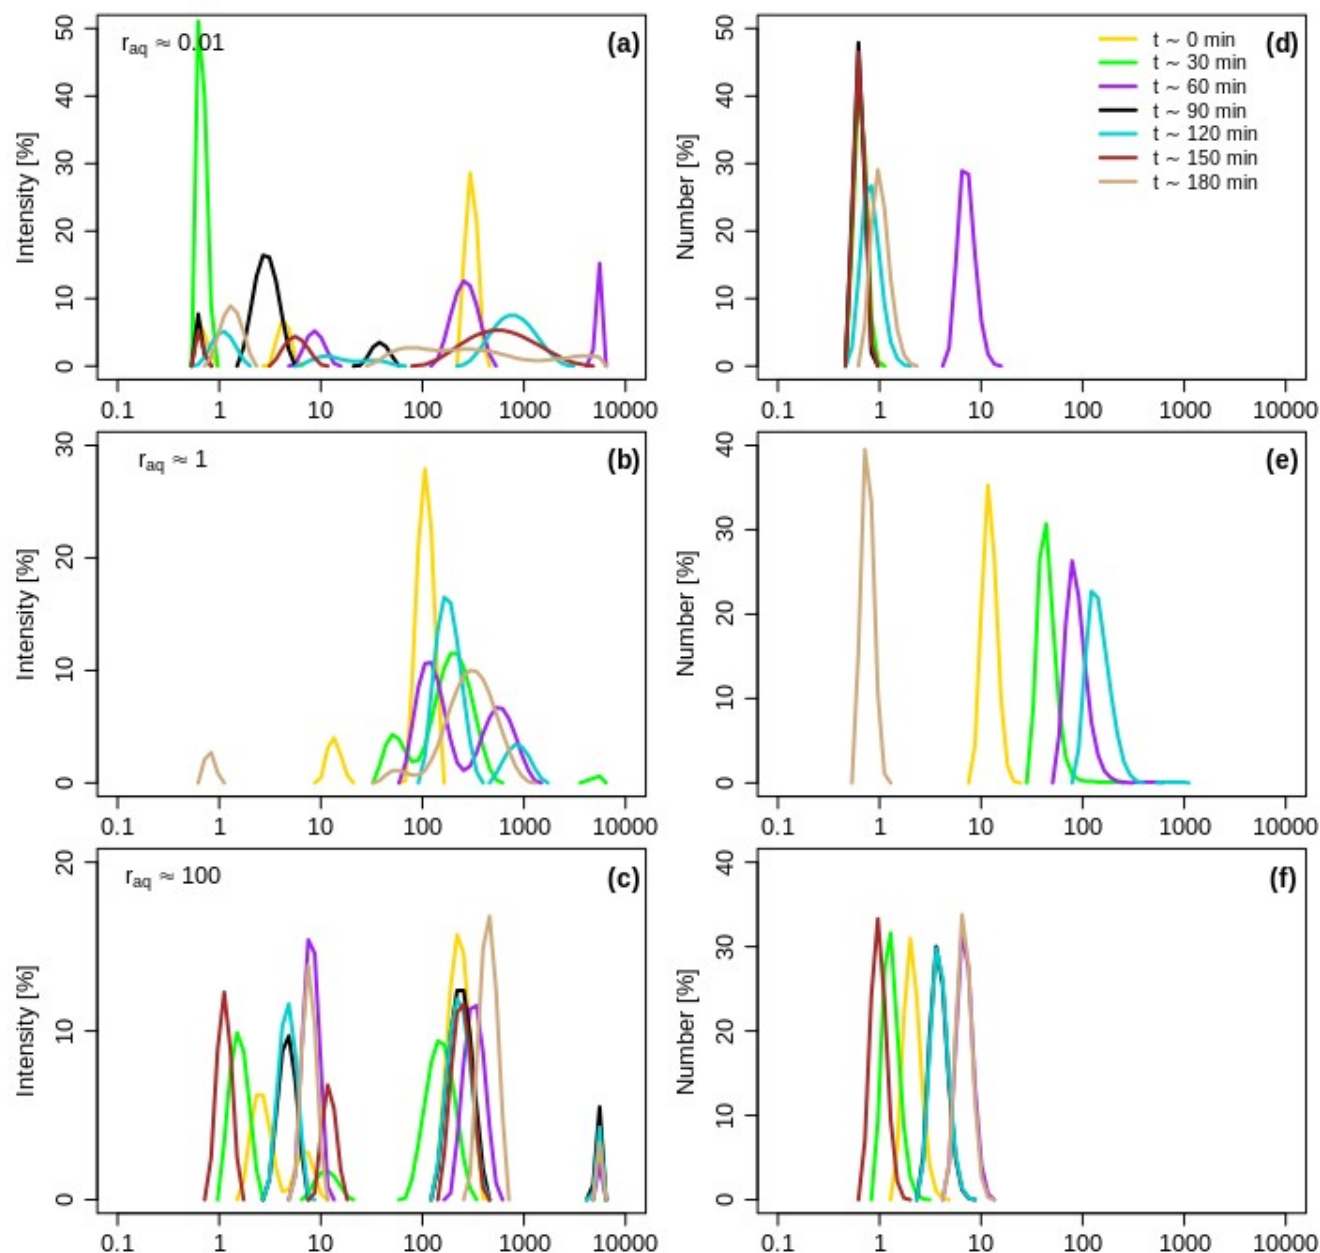 r_aq ≈ 0.01
(a)
Intensity [%]
50
40
30
20
10
0
0.1 1 10 100 1000 10000
(d)
t ~ 0 min
t ~ 30 min
t ~ 60 min
t ~ 90 min
t ~ 120 min
t ~ 150 min
t ~ 180 min
Number [%]
50
40
30
20
10
0
0.1 1 10 100 1000 10000
r_aq ≈ 1
(b)
Intensity [%]
30
20
10
0
0.1 1 10 100 1000 10000
(e)
Number [%]
40
30
20
10
0
0.1 1 10 100 1000 10000
r_aq ≈ 100
(c)
Intensity [%]
20
10
0
0.1 1 10 100 1000 10000
(f)
Number [%]
40
30
20
10
0
0.1 1 10 100 1000 10000